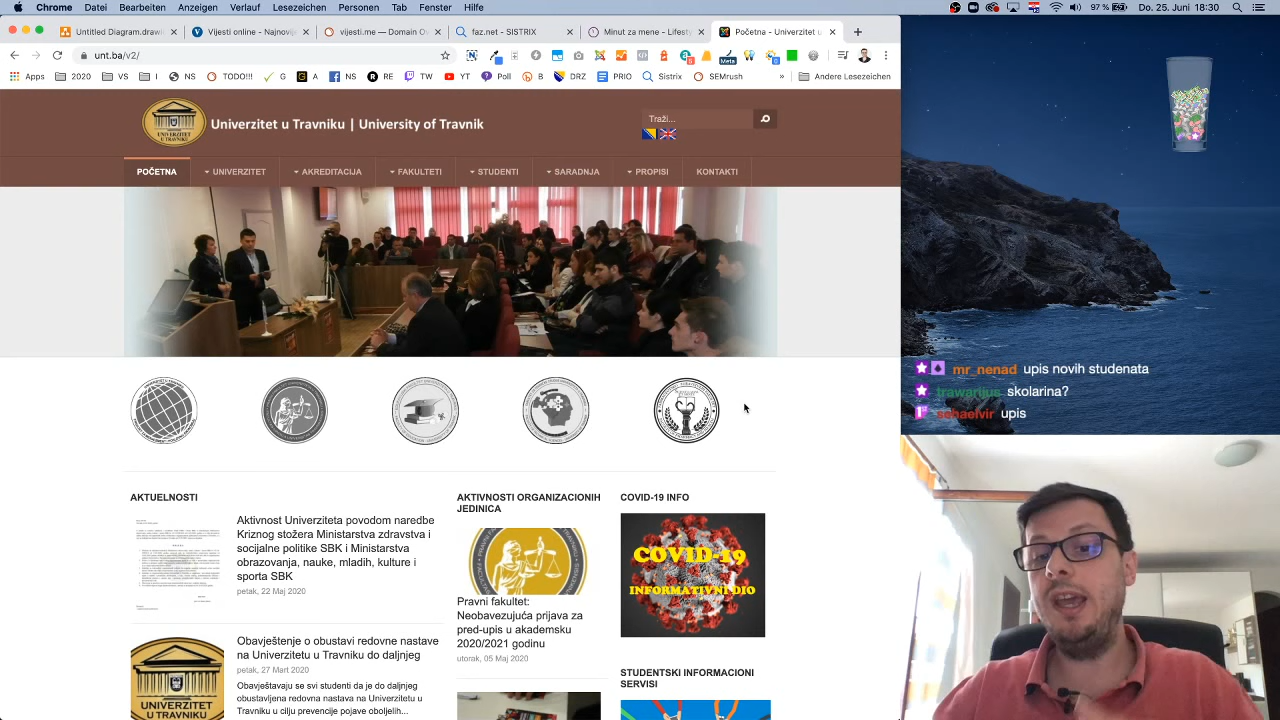 Chrome Datei Bearbeiten Anzeigen Verlauf Lesezeichen Personen Tab Fenster Hilfe
91% Do. 25. Juni 18:30
Untitled Diagram.drawi
Vijesti Online - Najnovije
vijesti.me — Domain Ov
faz.net - SISTRIX
Minut za mene - Lifesty
Početna - Univerzitet u
unt.ba/v2/
Apps 2020 VS I NS TODO!!! O A NS RE TW YT Poll B DRZ PRIO Sistrix SEMrush » Andere Lesezeichen
Univerzitet u Travniku | University of Travnik
Traži...
POČETNA UNIVERZITET AKREDITACIJA FAKULTETI STUDENTI SARADNJA PROPISI KONTAKTI
mr_nenad upis novih studenata
trawarijus skolarina?
sabaelvir upis
AKTUELNOSTI
Aktivnost Univerziteta povodom naredbe
Kriznog stožera Ministarstva zdravstva i
socijalne politike SBK i Ministarstva
obrazovanja, nauke, mladih, kulture i
sporta SBK
petak, 22 Maj 2020
Obavještenje o obustavi redovne nastave
na Univerzitetu u Travniku do daljnjeg
petak, 27 Mart 2020
Obavještavaju se svi studenti da je do daljnjeg
obustavljena redovna nastava na Univerzitetu u
Travniku u cilju prevencije pojave oboljelih...
UNIVERZITET
AKTIVNOSTI ORGANIZACIONIH
JEDINICA
Pravni fakultet:
Neobavezujuća prijava za
pred-upis u akademsku
2020/2021 godinu
utorak, 05 Maj 2020
COVID-19 INFO
COVID-19
INFORMATIVNI DIO
STUDENTSKI INFORMACIONI
SERVISI